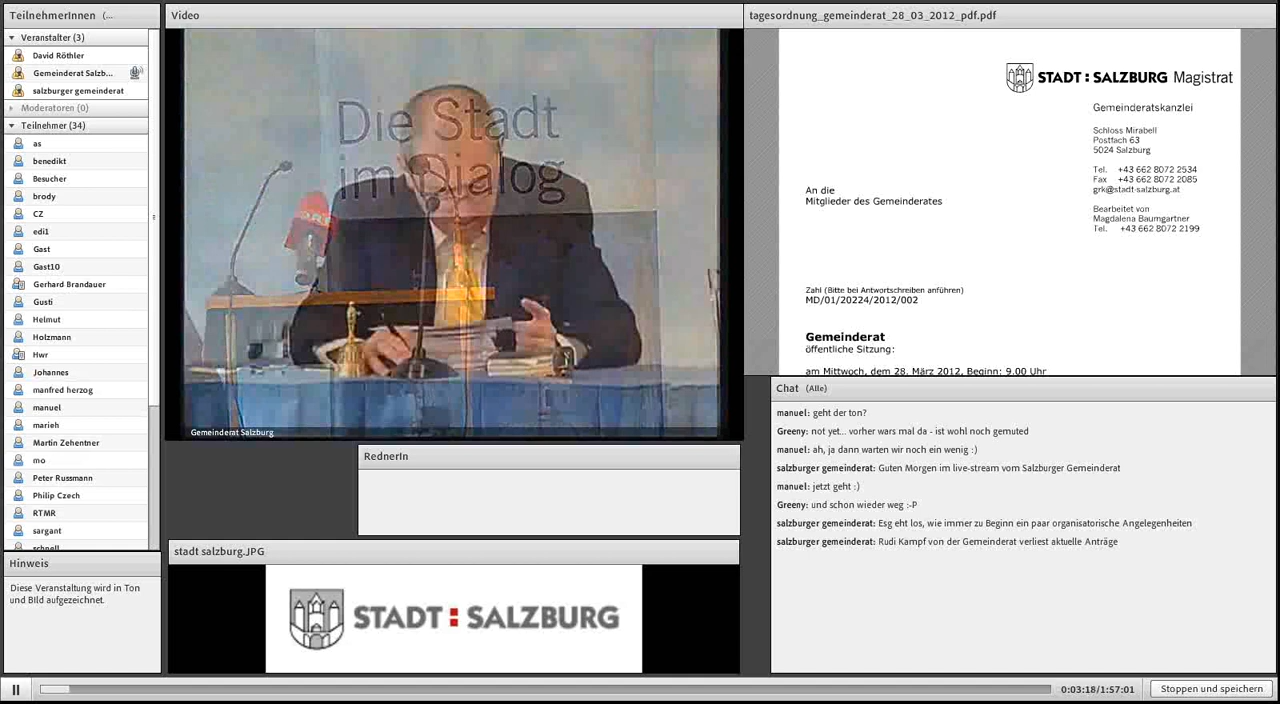 TeilnehmerInnen (...
Veranstalter (3)
David Röthler
Gemeinderat Salzb...
salzburger gemeinderat
Moderatoren (0)
Teilnehmer (34)
as
benedikt
Besucher
brody
CZ
edi1
Gast
Gast10
Gerhard Brandauer
Gusti
Helmut
Holzmann
Hwr
Johannes
manfred herzog
manuel
marieh
Martin Zehentner
mo
Peter Russmann
Philip Czech
RTMR
sargant
schnell
Hinweis
Diese Veranstaltung wird in Ton
und BIld aufgezeichnet.
Video
Die Stadt
im Dialog
Gemeinderat Salzburg
RednerIn
stadt salzburg.JPG
STADT : SALZBURG
tagesordnung_gemeinderat_28_03_2012_pdf.pdf
STADT : SALZBURG Magistrat
Gemeinderatskanzlei
Schloss Mirabell
Postfach 63
5024 Salzburg
Tel. +43 662 8072 2534
Fax +43 662 8072 2085
grk@stadt-salzburg.at
Bearbeitet von
Magdalena Baumgartner
Tel. +43 662 8072 2199
An die
Mitglieder des Gemeinderates
Zahl (Bitte bei Antwortschreiben anführen)
MD/01/20224/2012/002
Gemeinderat
öffentliche Sitzung:
am Mittwoch, dem 28. März 2012, Beginn: 9.00 Uhr
Chat (Alle)
manuel: geht der ton?
Greeny: not yet... vorher wars mal da - ist wohl noch gemuted
manuel: ah, ja dann warten wir noch ein wenig :)
salzburger gemeinderat: Guten Morgen im live-stream vom Salzburger Gemeinderat
manuel: jetzt geht :)
Greeny: und schon wieder weg :-P
salzburger gemeinderat: Esg eht los, wie immer zu Beginn ein paar organisatorische Angelegenheiten
salzburger gemeinderat: Rudi Kampf von der Gemeinderat verliest aktuelle Anträge
0:03:18/1:57:01
Stoppen und speichern